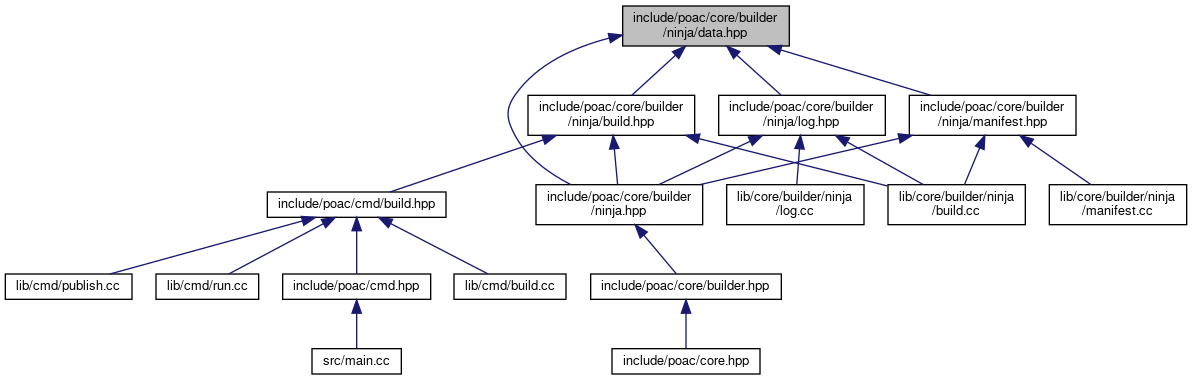 include/poac/core/builder
/ninja/data.hpp
include/poac/core/builder
/ninja/build.hpp
include/poac/core/builder
/ninja/log.hpp
include/poac/core/builder
/ninja/manifest.hpp
include/poac/cmd/build.hpp
include/poac/core/builder
/ninja.hpp
lib/core/builder/ninja
/log.cc
lib/core/builder/ninja
/build.cc
lib/core/builder/ninja
/manifest.cc
lib/cmd/publish.cc
lib/cmd/run.cc
include/poac/cmd.hpp
lib/cmd/build.cc
include/poac/core/builder.hpp
src/main.cc
include/poac/core.hpp